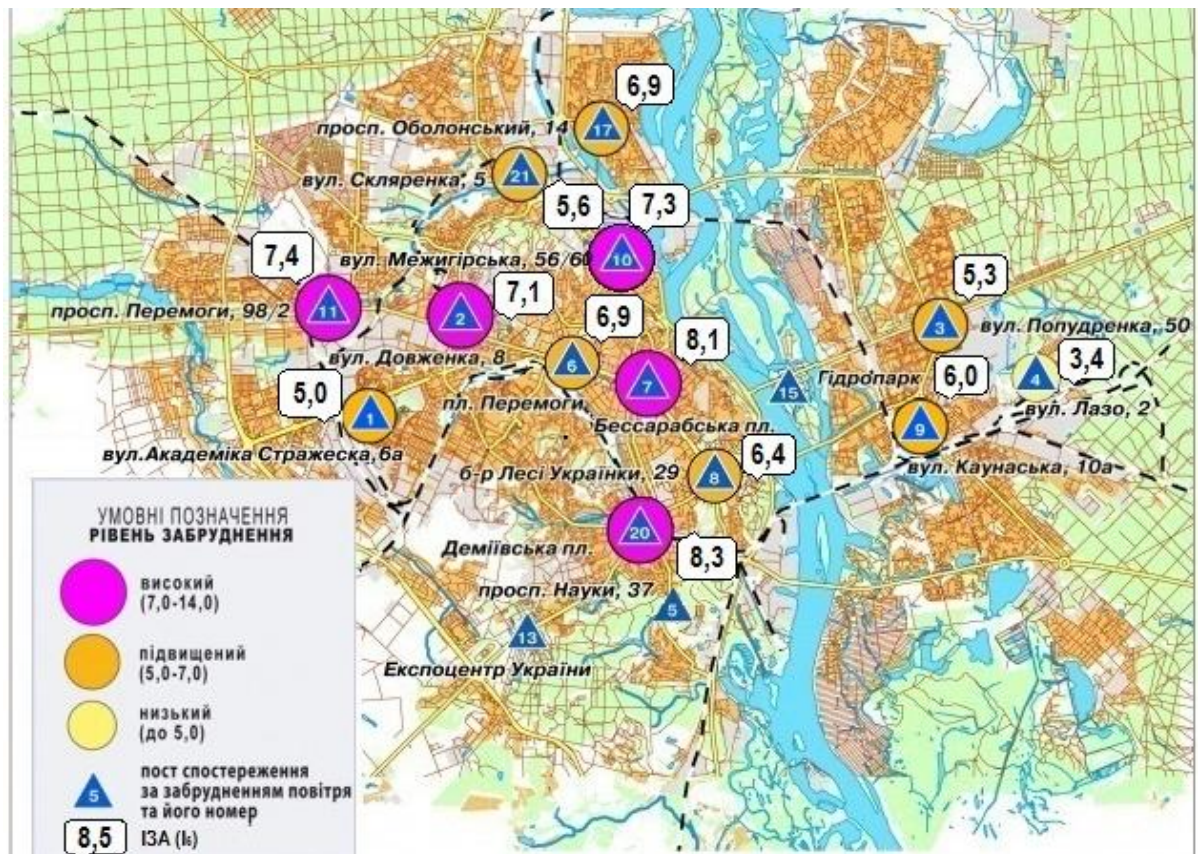 6,9
просп. Оболонський, 14
17
вул. Скляренка, 5
21
5,6
7,3
7,4
вул. Межигірська, 56/60
10
просп. Перемоги, 98/2
11
2
7,1
5,3
6,9
3
вул. Попудренка, 50
вул. Довженка, 8
6
8,1
7
15
Гідропарк
6,0
4
3,4
5,0
пл. Перемоги
вул. Лазо, 2
1
Бессарабська пл.
9
вул.Академіка Стражеска,6а
б-р Лесі Українки, 29
8
6,4
вул. Каунаська, 10а
20
Деміївська пл.
8,3
просп. Науки, 37
5
13
Експоцентр України
УМОВНІ ПОЗНАЧЕННЯ
РІВЕНЬ ЗАБРУДНЕННЯ
високий
(7,0-14,0)
підвищений
(5,0-7,0)
низький
(до 5,0)
пост спостереження
за забрудненням повітря
та його номер
5
8,5 ІЗА (I₆)